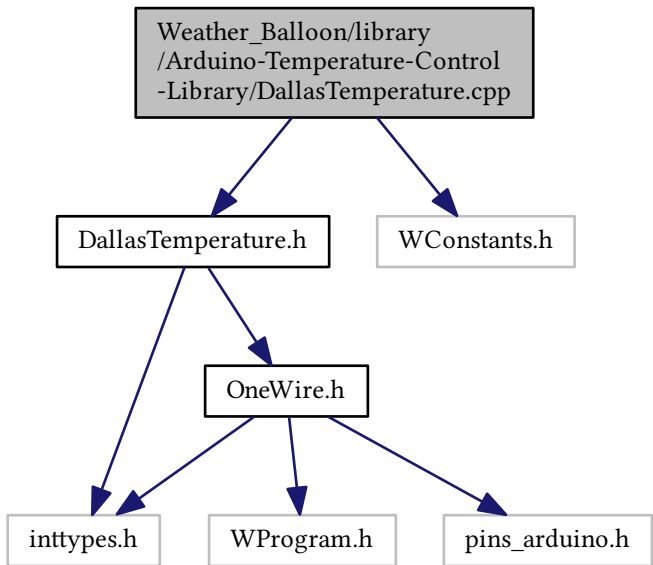 Weather_Balloon/library
/Arduino-Temperature-Control
-Library/DallasTemperature.cpp
DallasTemperature.h
WConstants.h
OneWire.h
inttypes.h
WProgram.h
pins_arduino.h